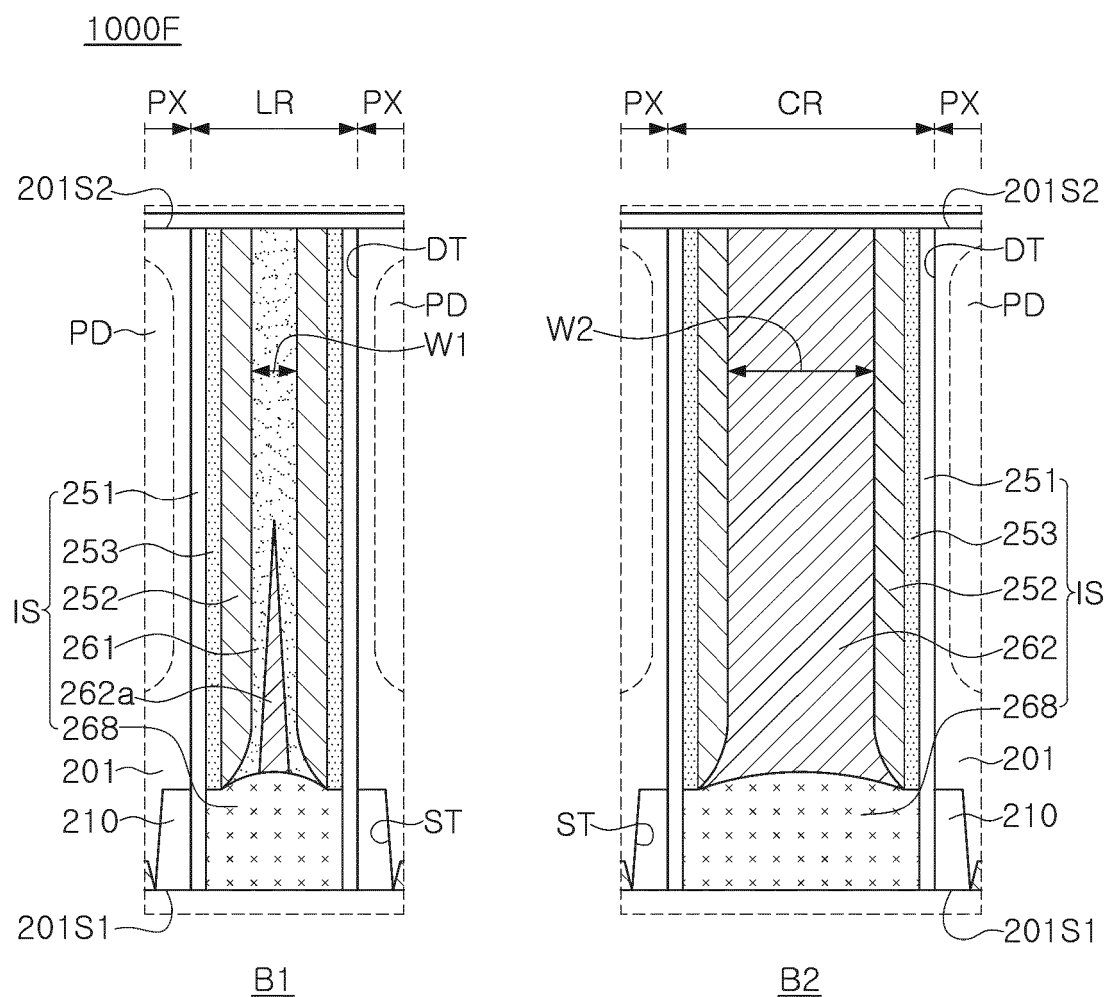 1000F
PX LR PX PX CR PX
201S2 201S2
DT DT
PD PD PD
W1 W2
251 251
253 253
IS 252 252 IS
261 262
262a
268 268
201 201
210 ST ST 210
201S1 201S1
B1 B2